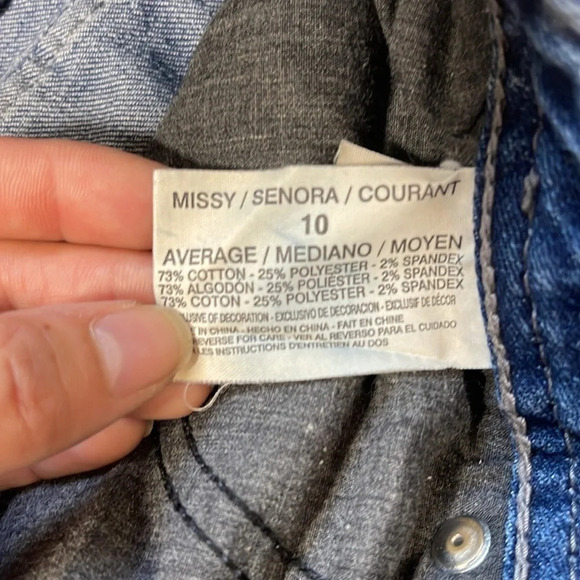 MISSY / SENORA / COURANT
10
AVERAGE / MEDIANO / MOYEN
73% COTTON - 25% POLYESTER - 2% SPANDEX
73% ALGODÓN - 25% POLIÉSTER - 2% SPANDEX
73% COTON - 25% POLYESTER - 2% SPANDEX
OF DECORATION - EXCLUSIVO DE DECORACION - EXCLUSIF DE DÉCOR
IN CHINA - HECHO EN CHINA - FAIT EN CHINE
REVERSE FOR CARE - VER AL REVERSO PARA EL CUIDADO
LES INSTRUCTIONS D'ENTRETIEN AU DOS